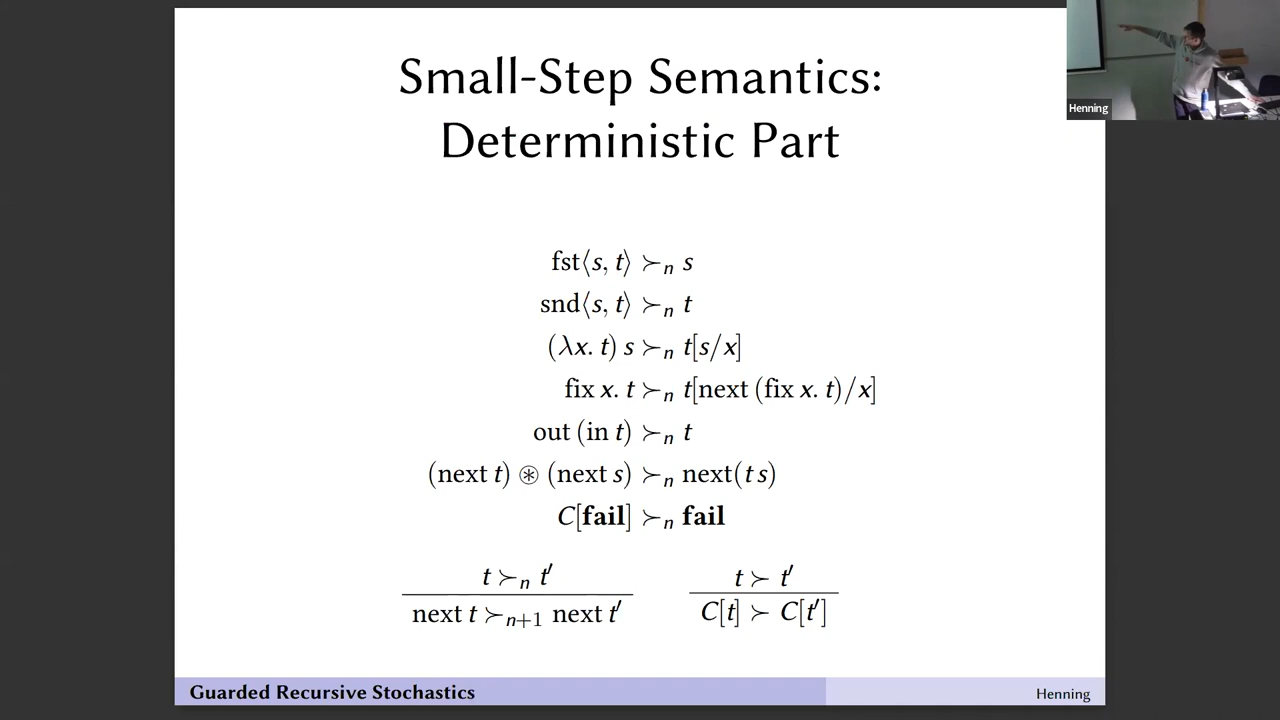 Small-Step Semantics:
Deterministic Part
fst⟨s, t⟩ ≻ₙ s
snd⟨s, t⟩ ≻ₙ t
(λx. t) s ≻ₙ t[s/x]
fix x. t ≻ₙ t[next (fix x. t)/x]
out (in t) ≻ₙ t
(next t) ⊛ (next s) ≻ₙ next(t s)
C[fail] ≻ₙ fail
t ≻ₙ t′
next t ≻ₙ₊₁ next t′
t ≻ t′
C[t] ≻ C[t′]
Guarded Recursive Stochastics
Henning
Henning